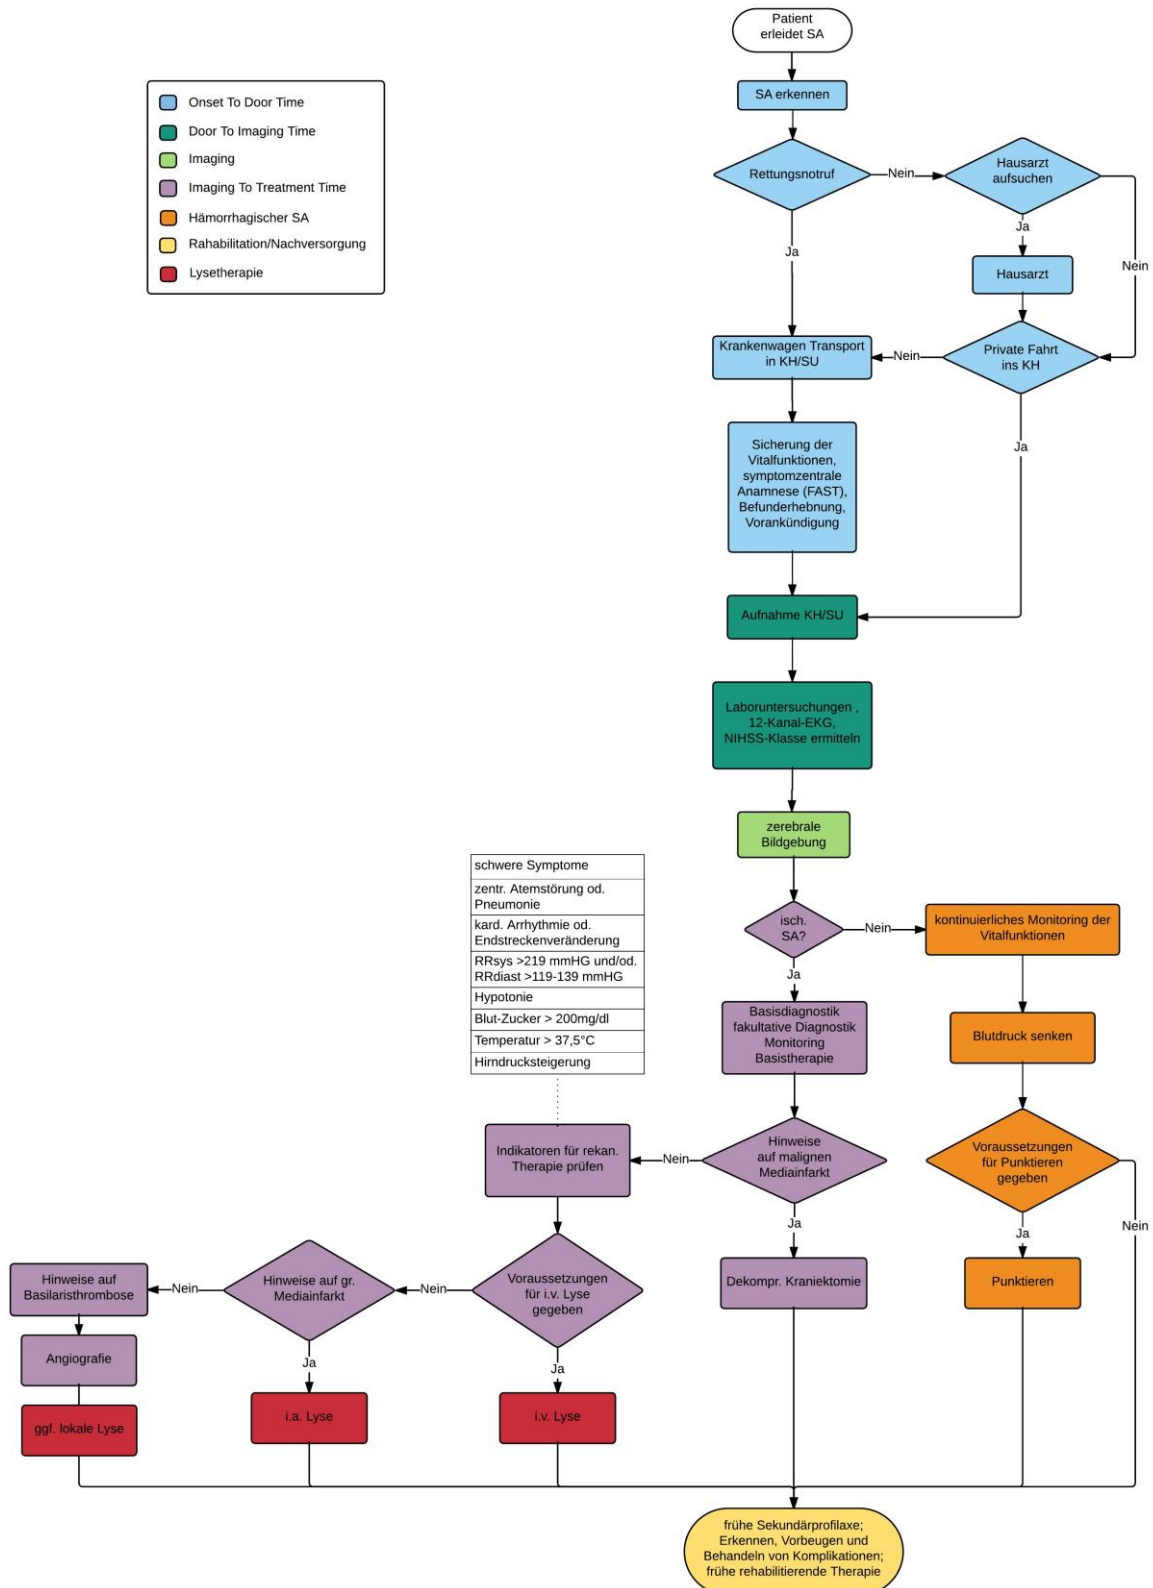 Patient
erleidet SA
SA erkennen
Onset To Door Time
Door To Imaging Time
Imaging
Imaging To Treatment Time
Hämorrhagischer SA
Rahabilitation/Nachversorgung
Lysetherapie
Rettungsnotruf
Nein
Hausarzt
aufsuchen
Ja
Ja
Nein
Hausarzt
Krankenwagen Transport
in KH/SU
Nein
Private Fahrt
ins KH
Ja
Sicherung der
Vitalfunktionen,
symptomzentrale
Anamnese (FAST),
Befunderhebnung,
Vorankündigung
Aufnahme KH/SU
Laboruntersuchungen ,
12-Kanal-EKG,
NIHSS-Klasse ermitteln
zerebrale
Bildgebung
schwere Symptome
zentr. Atemstörung od.
Pneumonie
kard. Arrhythmie od.
Endstreckenveränderung
RRsys >219 mmHG und/od.
RRdiast >119-139 mmHG
Hypotonie
Blut-Zucker > 200mg/dl
Temperatur > 37,5°C
Hirndrucksteigerung
isch.
SA?
Nein
kontinuierliches Monitoring der
Vitalfunktionen
Ja
Basisdiagnostik
fakultative Diagnostik
Monitoring
Basistherapie
Blutdruck senken
Indikatoren für rekan.
Therapie prüfen
Nein
Hinweise
auf malignen
Mediainfarkt
Voraussetzungen
für Punktieren
gegeben
Ja
Ja
Nein
Hinweise auf
Basilaristhrombose
Nein
Hinweise auf gr.
Mediainfarkt
Nein
Voraussetzungen
für i.v. Lyse
gegeben
Dekompr. Kraniektomie
Punktieren
Angiografie
Ja
Ja
ggf. lokale Lyse
i.a. Lyse
i.v. Lyse
frühe Sekundärprofilaxe;
Erkennen, Vorbeugen und
Behandeln von Komplikationen;
frühe rehabilitierende Therapie